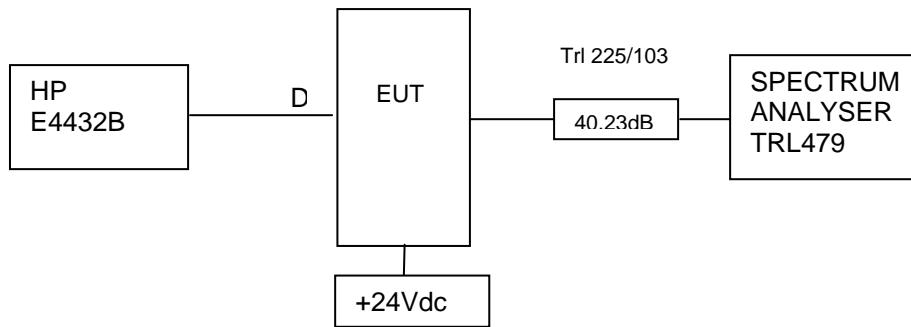 HP
E4432B
D
EUT
Trl 225/103
40.23dB
SPECTRUM
ANALYSER
TRL479
+24Vdc